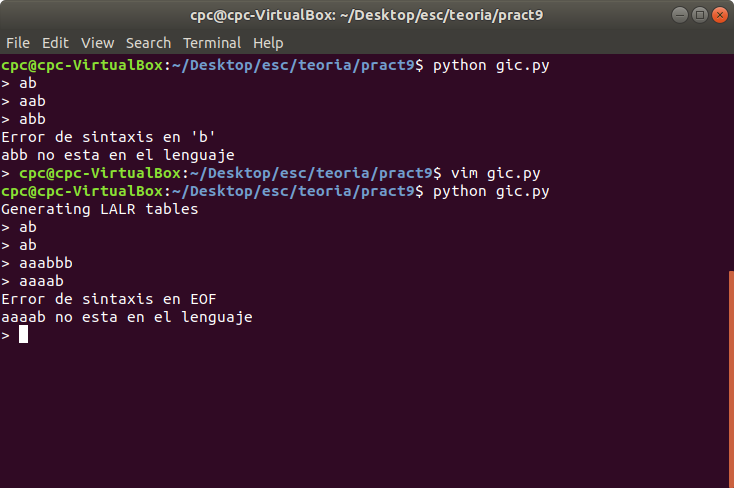 cpc@cpc-VirtualBox: ~/Desktop/esc/teoria/pract9
File Edit View Search Terminal Help
cpc@cpc-VirtualBox:~/Desktop/esc/teoria/pract9$ python gic.py
> ab
> aab
> abb
Error de sintaxis en 'b'
abb no esta en el lenguaje
> cpc@cpc-VirtualBox:~/Desktop/esc/teoria/pract9$ vim gic.py
cpc@cpc-VirtualBox:~/Desktop/esc/teoria/pract9$ python gic.py
Generating LALR tables
> ab
> ab
> aaabbb
> aaaab
Error de sintaxis en EOF
aaaab no esta en el lenguaje
>